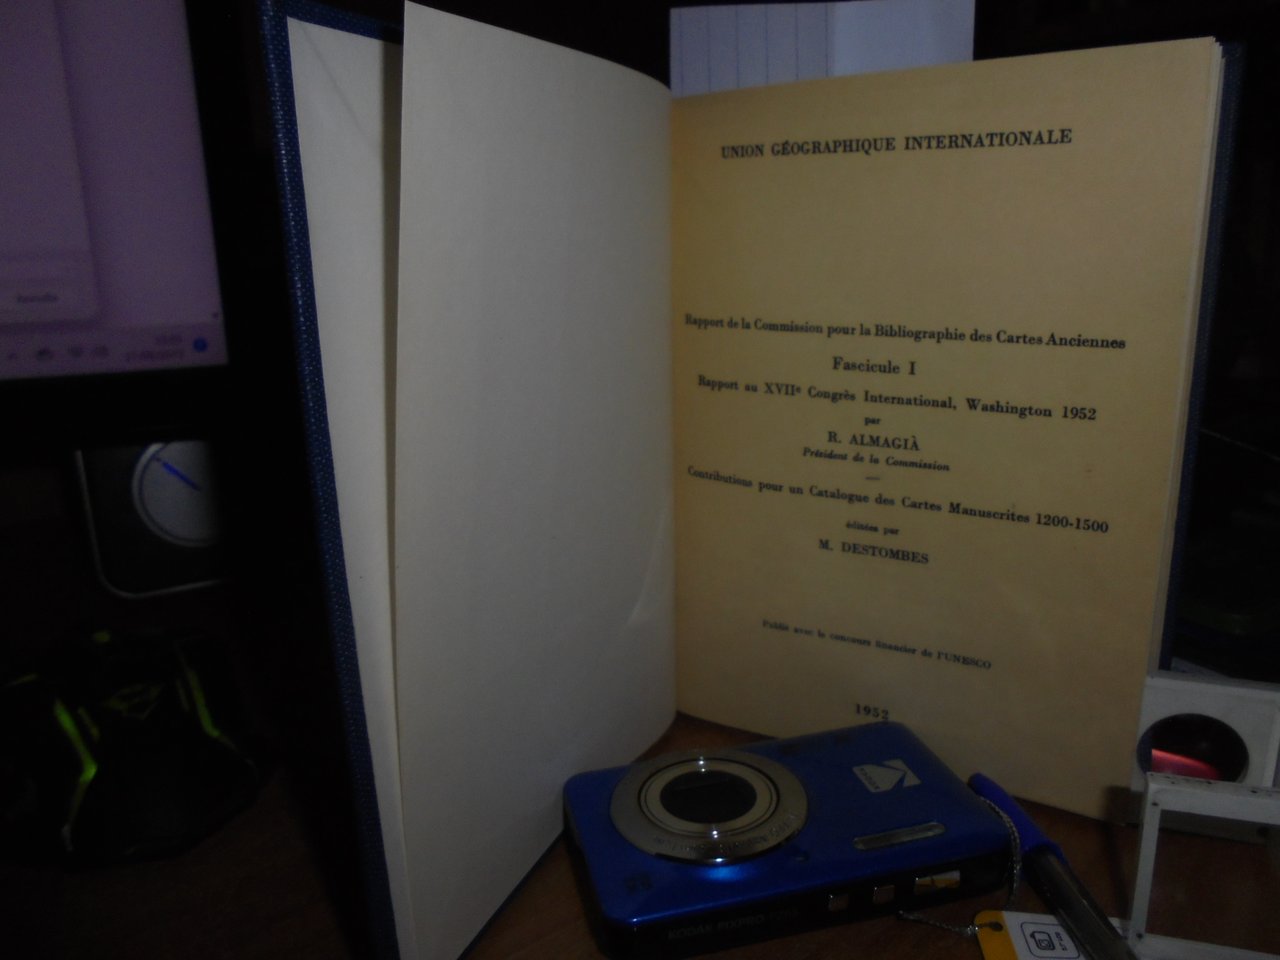 UNION GÉOGRAPHIQUE INTERNATIONALE
Rapport de la Commission pour la Bibliographie des Cartes Anciennes
Fascicule I
Rapport au XVIIe Congrès International, Washington 1952
par
R. ALMAGIÀ
Président de la Commission
Contributions pour un Catalogue des Cartes Manuscrites 1200-1500
éditées par
M. DESTOMBES
Publié avec le concours financier de l'UNESCO
1952
KODAK PIXPRO